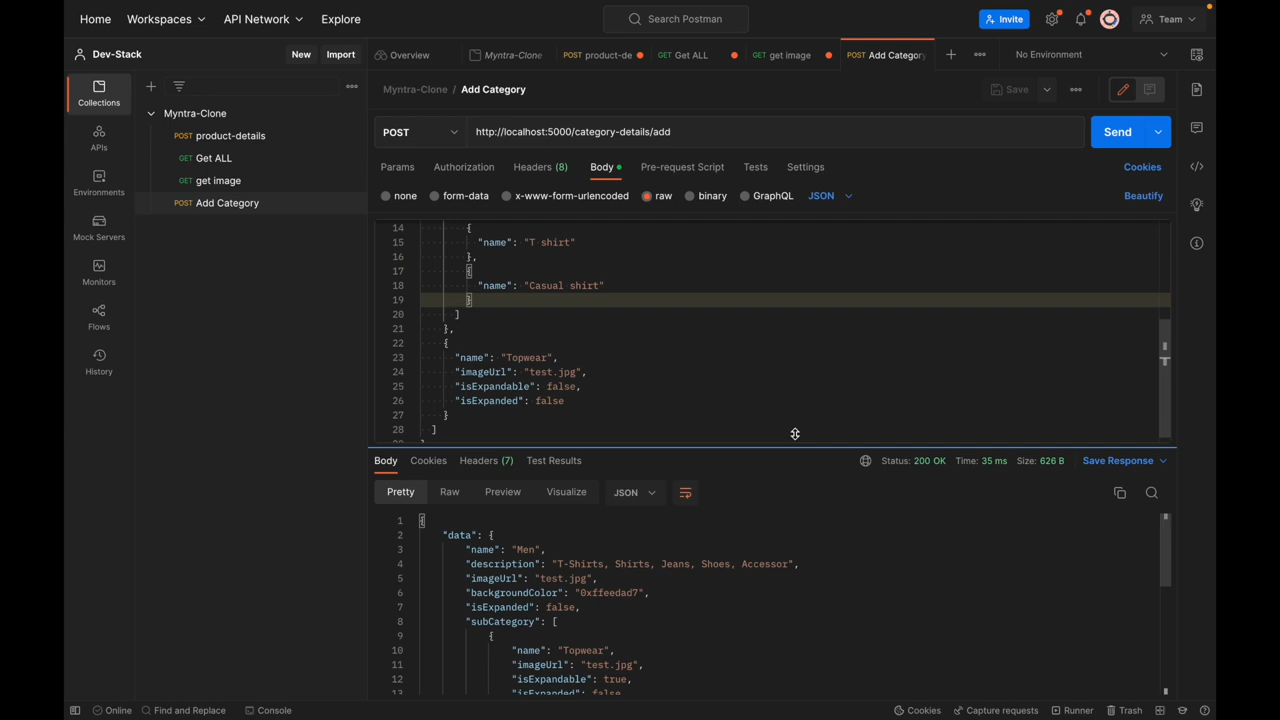 Home Workspaces API Network Explore Search Postman Invite Team
Dev-Stack New Import Overview Myntra-Clone POST product-de GET Get ALL GET get image POST Add Category No Environment
Collections
APIs
Environments
Mock Servers
Monitors
Flows
History
Myntra-Clone
POST product-details
GET Get ALL
GET get image
POST Add Category
Myntra-Clone / Add Category Save
POST http://localhost:5000/category-details/add Send
Params Authorization Headers (8) Body Pre-request Script Tests Settings Cookies
none form-data x-www-form-urlencoded raw binary GraphQL JSON Beautify
14 {
15 "name": "T shirt"
16 },
17 {
18 "name": "Casual shirt"
19 }
20 ]
21 },
22 {
23 "name": "Topwear",
24 "imageUrl": "test.jpg",
25 "isExpandable": false,
26 "isExpanded": false
27 }
28 ]
Body Cookies Headers (7) Test Results Status: 200 OK Time: 35 ms Size: 626 B Save Response
Pretty Raw Preview Visualize JSON
1 {
2 "data": {
3 "name": "Men",
4 "description": "T-Shirts, Shirts, Jeans, Shoes, Accessor",
5 "imageUrl": "test.jpg",
6 "backgroundColor": "0xffeedad7",
7 "isExpanded": false,
8 "subCategory": [
9 {
10 "name": "Topwear",
11 "imageUrl": "test.jpg",
12 "isExpandable": true,
13 "isExpanded": false
Online Find and Replace Console Cookies Capture requests Runner Trash